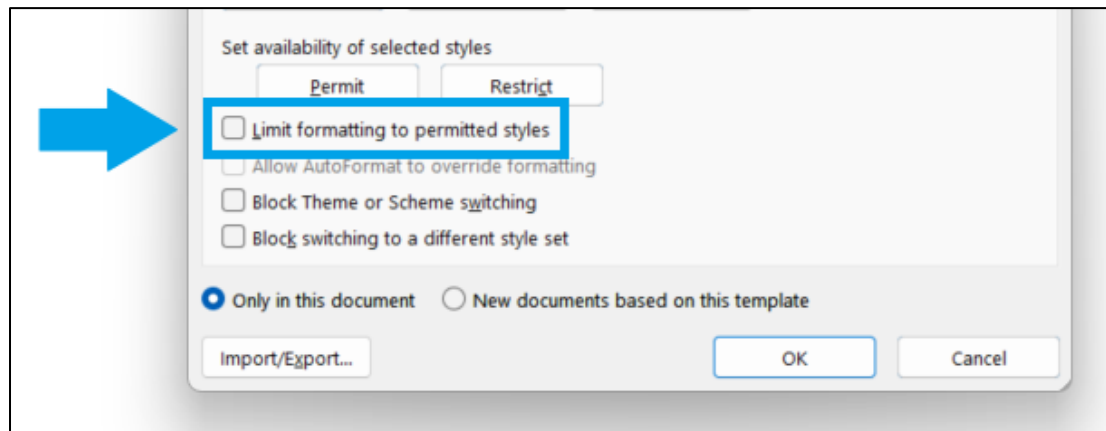 Set availability of selected styles
Permit Restrict
Limit formatting to permitted styles
Allow AutoFormat to override formatting
Block Theme or Scheme switching
Block switching to a different style set
Only in this document New documents based on this template
Import/Export... OK Cancel